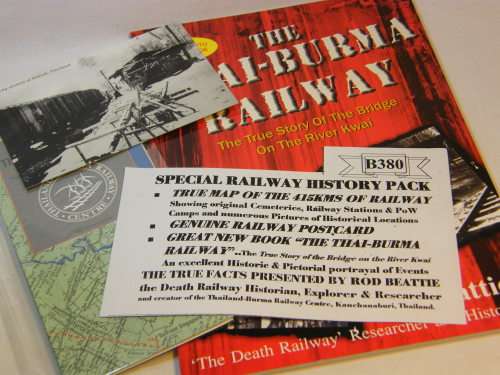 THE
AI-BURMA
RAILWAY
The True Story Of The Bridge
On The River Kwai
B380
SPECIAL RAILWAY HISTORY PACK
▪ TRUE MAP OF THE 415KMS OF RAILWAY
Showing original Cemeteries, Railway Stations & PoW
Camps and numerous Pictures of Historical Locations
▪ GENUINE RAILWAY POSTCARD
▪ GREAT NEW BOOK “THE THAI-BURMA
RAILWAY”..The True Story of the Bridge on the River Kwai
An excellent Historic & Pictorial portrayal of Events
THE TRUE FACTS PRESENTED BY ROD BEATTIE
the Death Railway Historian, Explorer & Researcher
and creator of the Thailand-Burma Railway Centre, Kanchanaburi, Thailand.
attie
'The Death Railway' Researcher
RAILWAY
CENTRE